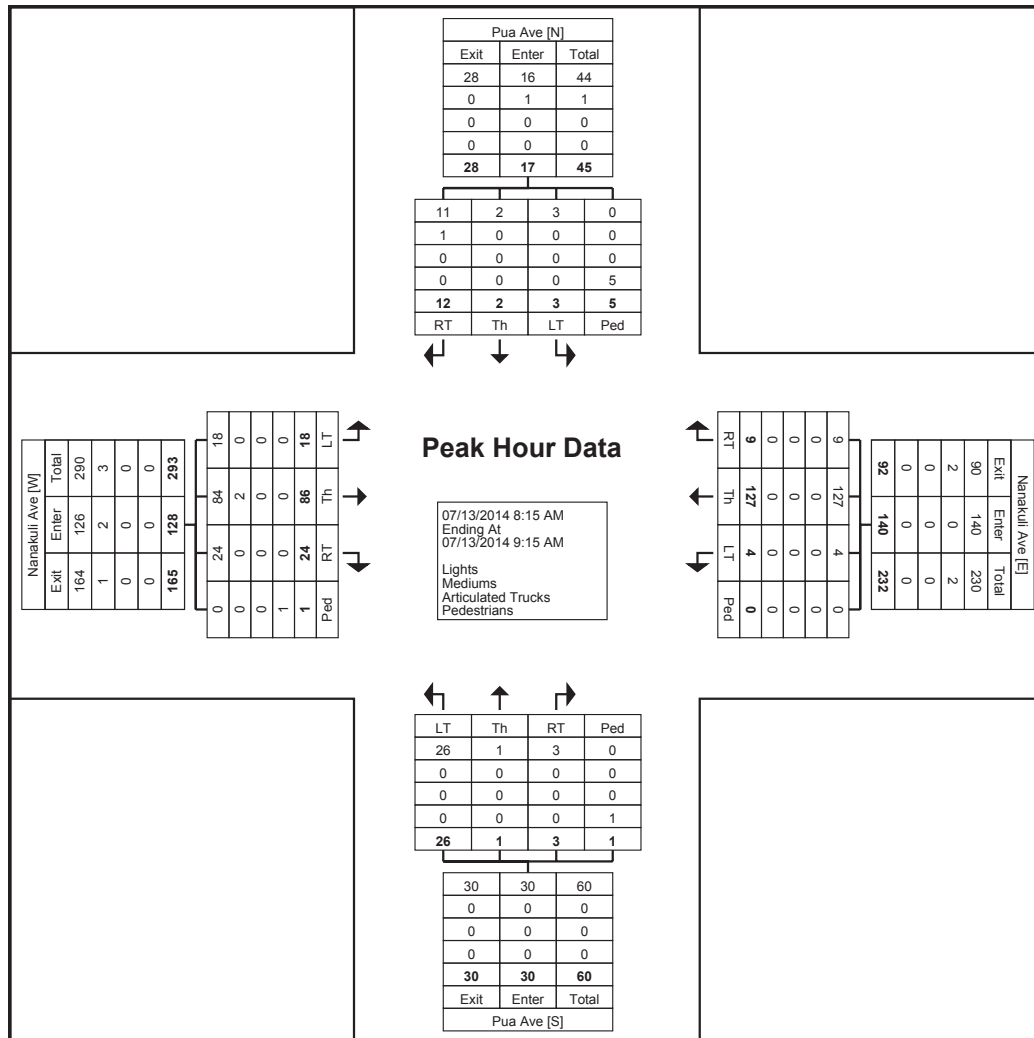 Pua Ave [N]
Exit Enter Total
28 16 44
0 1 1
0 0 0
0 0 0
28 17 45
11 2 3 0
1 0 0 0
0 0 0 0
0 0 0 5
12 2 3 5
RT Th LT Ped
Nanakuli Ave [W]
Total Enter Exit
290 126 164
3 2 1
0 0 0
0 0 0
293 128 165
18 84 24 0
0 2 0 0
0 0 0 0
0 0 0 1
18 86 24 1
LT Th RT Ped
Peak Hour Data
07/13/2014 8:15 AM
Ending At
07/13/2014 9:15 AM
Lights
Mediums
Articulated Trucks
Pedestrians
RT Th LT Ped
9 127 4 0
0 0 0 0
0 0 0 0
0 0 0 0
9 127 4 0
Nanakuli Ave [E]
Exit Enter Total
90 140 230
2 0 2
0 0 0
0 0 0
92 140 232
LT Th RT Ped
26 1 3 0
0 0 0 0
0 0 0 0
0 0 0 1
26 1 3 1
30 30 60
0 0 0
0 0 0
0 0 0
30 30 60
Exit Enter Total
Pua Ave [S]